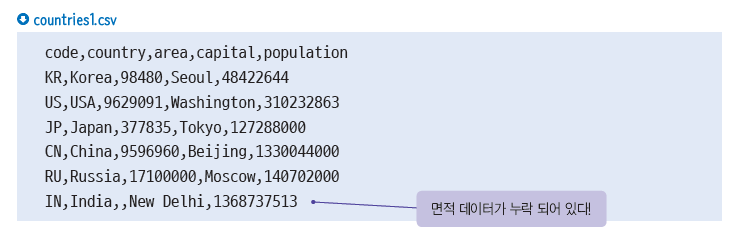 countries1.csv
code,country,area,capital,population
KR,Korea,98480,Seoul,48422644
US,USA,9629091,Washington,310232863
JP,Japan,377835,Tokyo,127288000
CN,China,9596960,Beijing,1330044000
RU,Russia,17100000,Moscow,140702000
IN,India,,New Delhi,1368737513
면적 데이터가 누락 되어 있다!